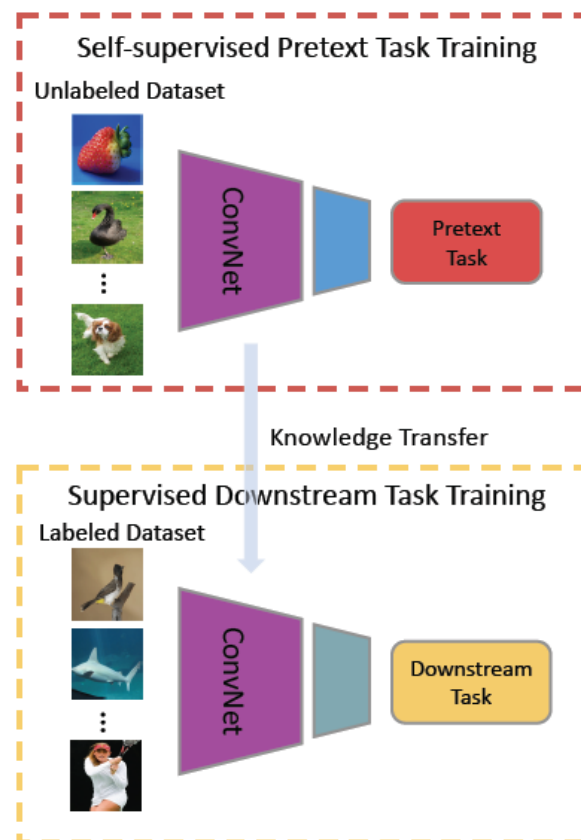 Self-supervised Pretext Task Training
Unlabeled Dataset
ConvNet
Pretext
Task
...
Knowledge Transfer
Supervised Downstream Task Training
Labeled Dataset
ConvNet
Downstream
Task
...